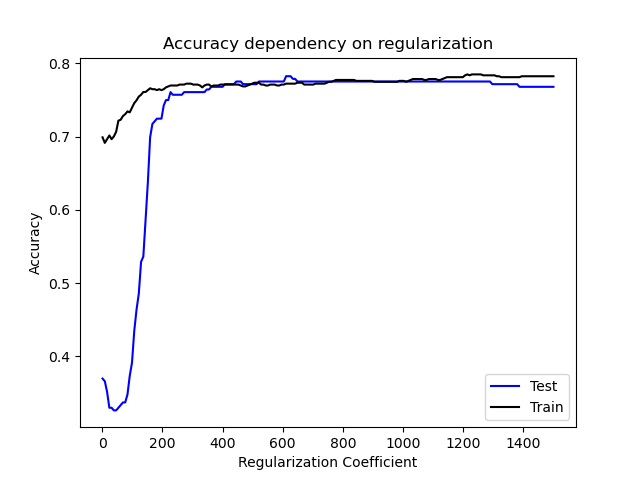 Accuracy dependency on regularization
0.8
0.7
0.6
0.5
0.4
Accuracy
0 200 400 600 800 1000 1200 1400
Regularization Coefficient
Test
Train